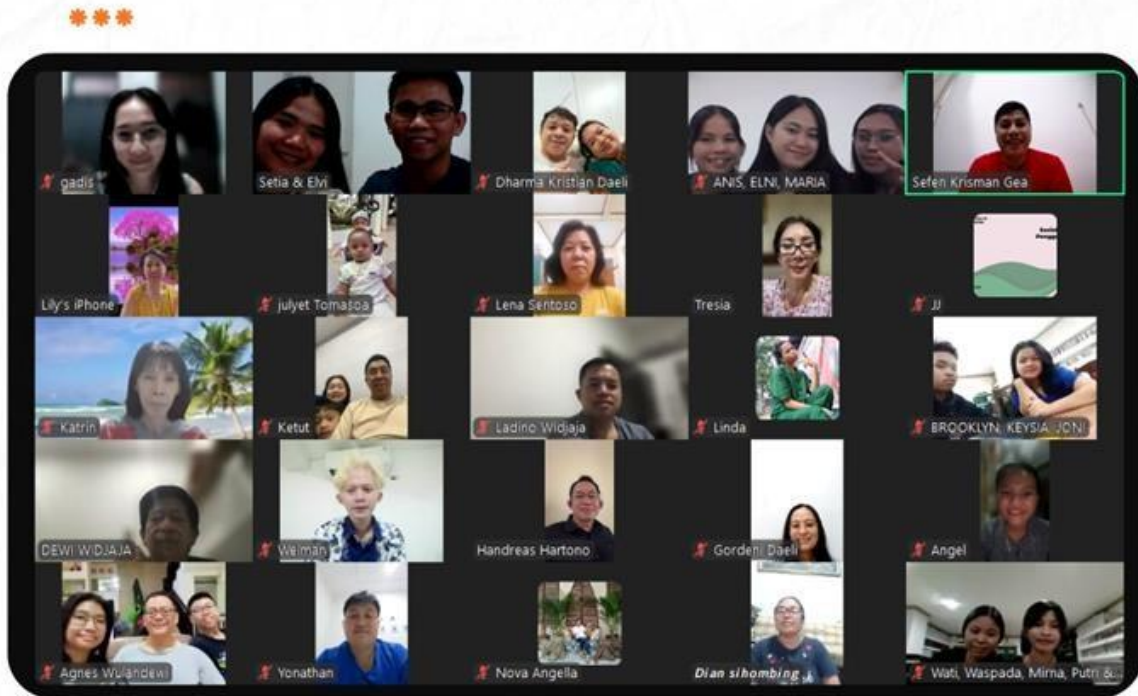 gadis
Setia & Elvi
Dharma Kristian Daeli
ANIS, ELNI, MARIA
Sefen Krisman Gea
Lily's iPhone
julyet Tomasoa
Lena Sentoso
Tresia
JJ
Katrin
Ketut
Ladino Widjaja
Linda
BROOKLYN, KEYSIA, JONI
DEWI WIDJAJA
Welman
Handreas Hartono
Gordeni Daeli
Angel
Agnes Wulandewi
Yonathan
Nova Angella
Dian sihombing
Wati, Waspada, Mirna, Putri &...